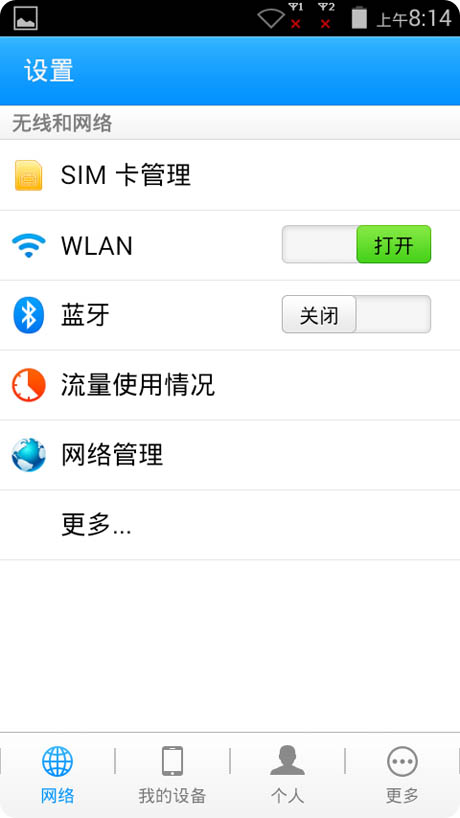 1 2 上午8:14
设置
无线和网络
SIM 卡管理
WLAN 打开
蓝牙 关闭
流量使用情况
网络管理
更多...
网络 我的设备 个人 更多